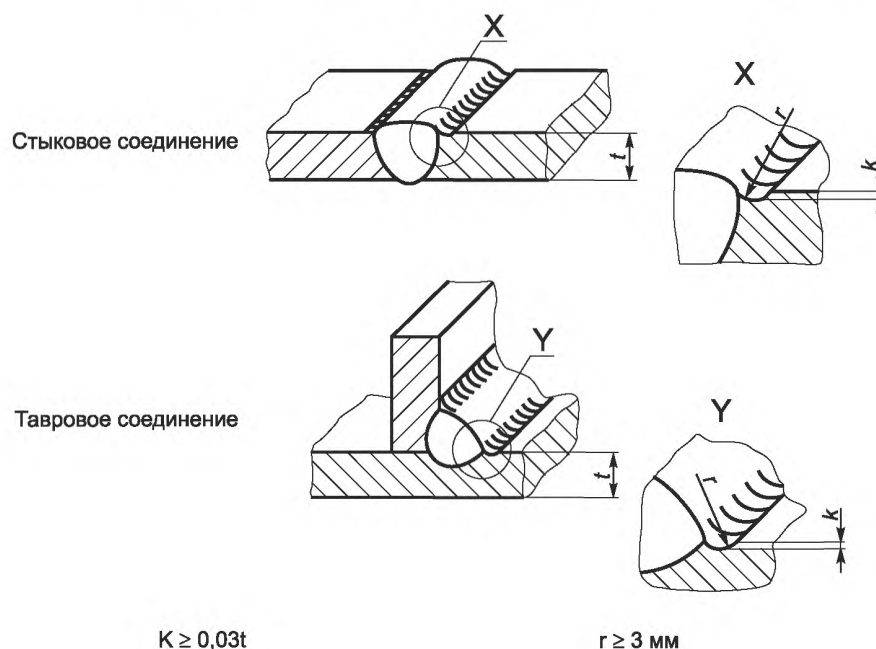 X
X
r
k
t
Стыковое соединение
Y
Y
r
k
t
Тавровое соединение
K ≥ 0,03t
r ≥ 3 мм